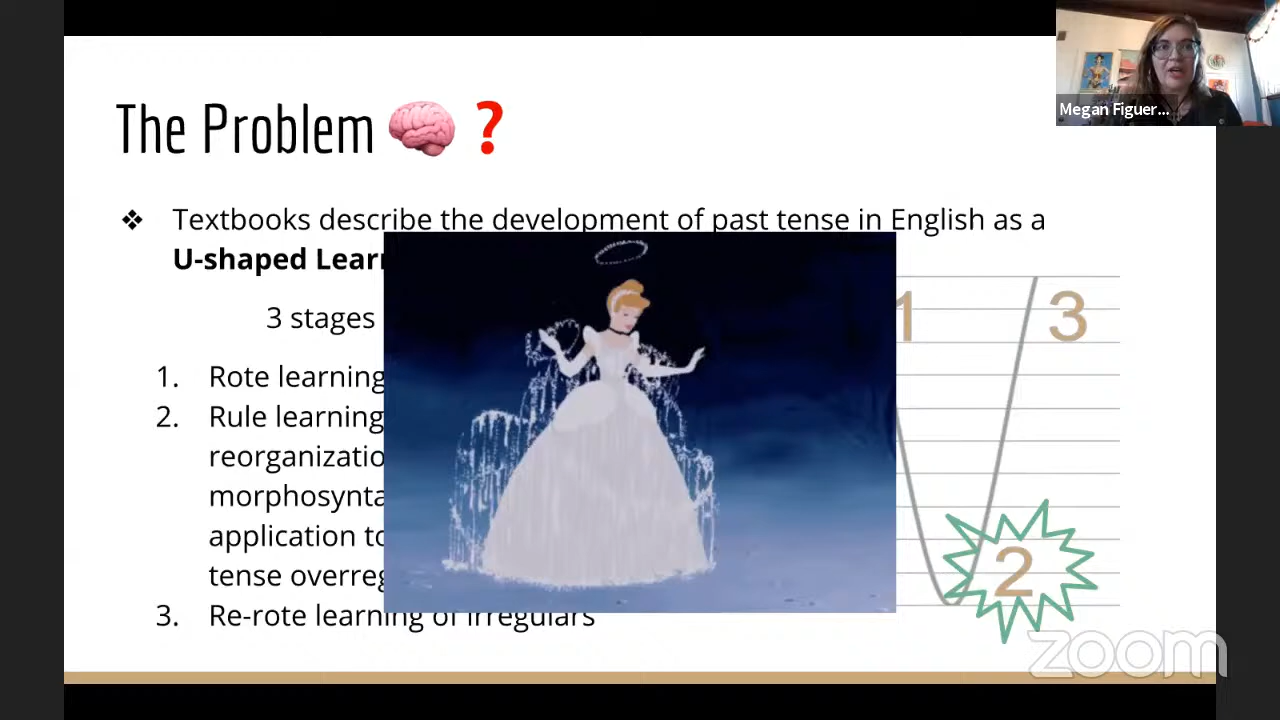 The Problem
?
Megan Figuer...
❖ Textbooks describe the development of past tense in English as a
U-shaped Lear
3 stages
1. Rote learning
2. Rule learning
reorganizatio
morphosynta
application to
tense overreg
3. Re-rote learning of irregulars
1
3
2
zoom